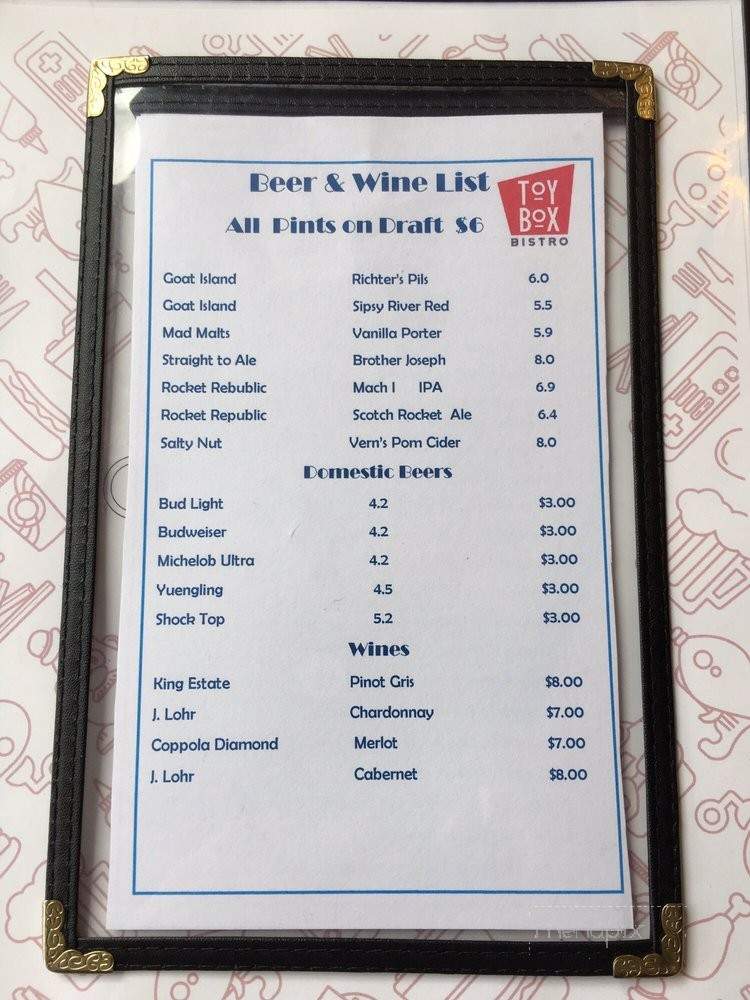 Beer & Wine List
TOY
BOX
BISTRO
All Pints on Draft $6
Goat Island Richter's Pils 6.0
Goat Island Sipsy River Red 5.5
Mad Malts Vanilla Porter 5.9
Straight to Ale Brother Joseph 8.0
Rocket Rebublic Mach I IPA 6.9
Rocket Republic Scotch Rocket Ale 6.4
Salty Nut Vern's Pom Cider 8.0
Domestic Beers
Bud Light 4.2 $3.00
Budweiser 4.2 $3.00
Michelob Ultra 4.2 $3.00
Yuengling 4.5 $3.00
Shock Top 5.2 $3.00
Wines
King Estate Pinot Gris $8.00
J. Lohr Chardonnay $7.00
Coppola Diamond Merlot $7.00
J. Lohr Cabernet $8.00
menupix